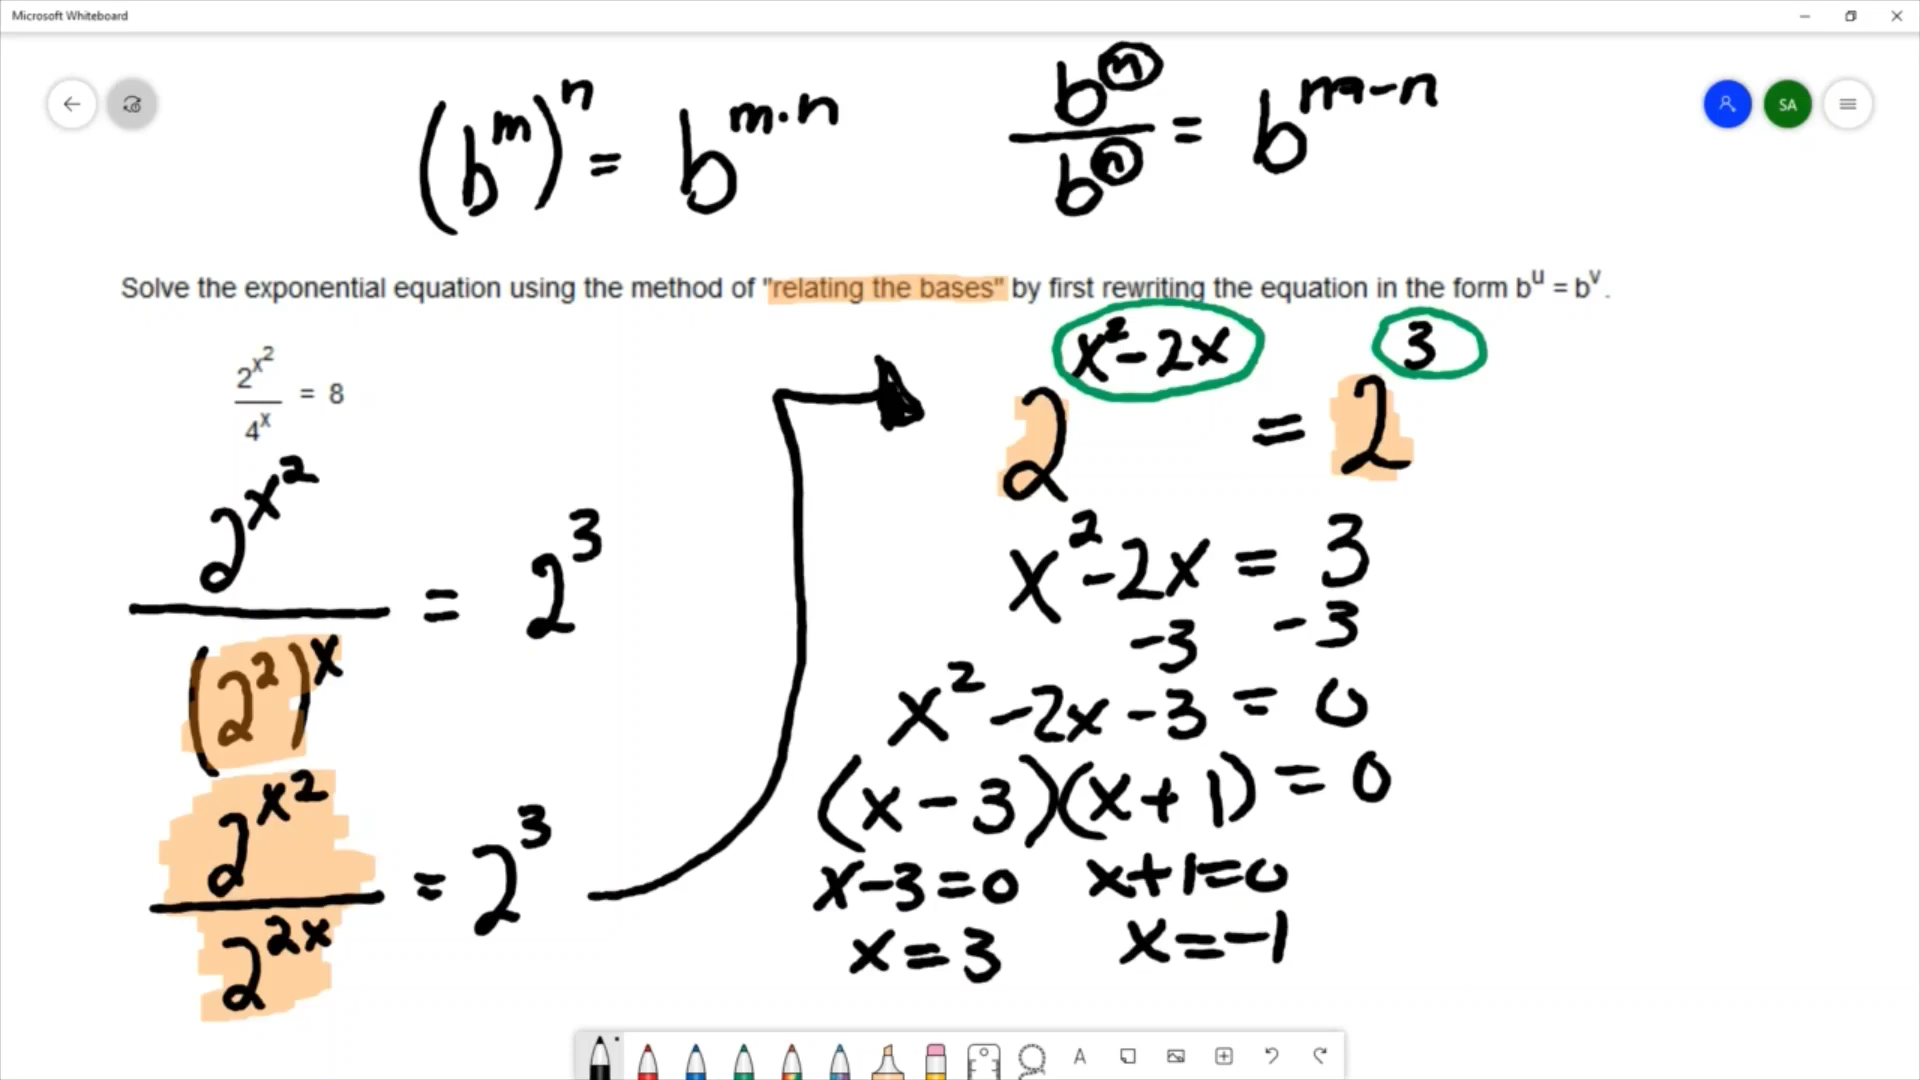 Microsoft Whiteboard
SA
(b^m)^n = b^(m·n)
b^m / b^n = b^(m-n)
Solve the exponential equation using the method of "relating the bases" by first rewriting the equation in the form b^u = b^v.
2^(x^2) / 4^x = 8
2^(x^2) / (2^2)^x = 2^3
2^(x^2) / 2^(2x) = 2^3
2^(x^2-2x) = 2^3
x^2-2x = 3
-3 -3
x^2-2x-3 = 0
(x-3)(x+1) = 0
x-3=0 x+1=0
x=3 x=-1
A